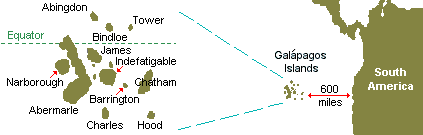 Abingdon
Tower
Bindloe
Equator
James
Indefatigable
Narborough
Chatham
Barrington
Abermarle
Charles
Hood
Galápagos
Islands
600
miles
South
America